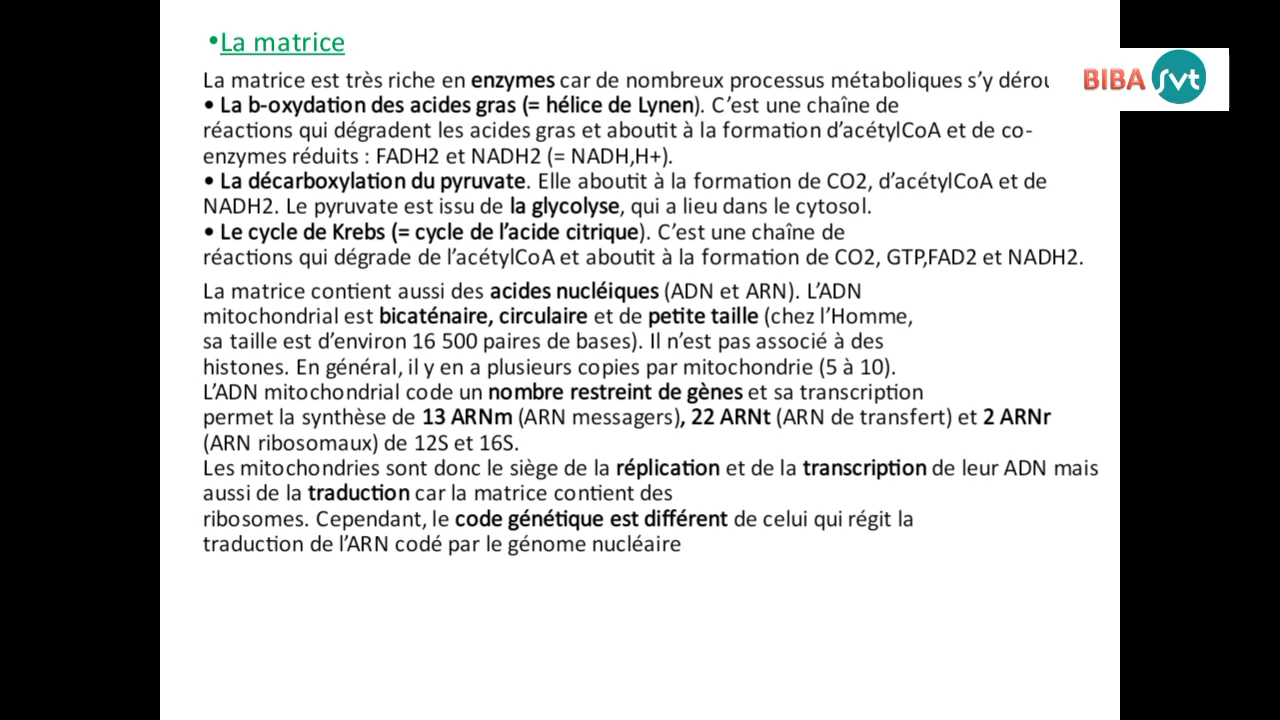 •La matrice
La matrice est très riche en enzymes car de nombreux processus métaboliques s’y
BIBA svt
• La b-oxydation des acides gras (= hélice de Lynen). C’est une chaîne de
réactions qui dégradent les acides gras et aboutit à la formation d’acétylCoA et de co-
enzymes réduits : FADH2 et NADH2 (= NADH,H+).
• La décarboxylation du pyruvate. Elle aboutit à la formation de CO2, d’acétylCoA et de
NADH2. Le pyruvate est issu de la glycolyse, qui a lieu dans le cytosol.
• Le cycle de Krebs (= cycle de l’acide citrique). C’est une chaîne de
réactions qui dégrade de l’acétylCoA et aboutit à la formation de CO2, GTP,FAD2 et NADH2.
La matrice contient aussi des acides nucléiques (ADN et ARN). L’ADN
mitochondrial est bicaténaire, circulaire et de petite taille (chez l’Homme,
sa taille est d’environ 16 500 paires de bases). Il n’est pas associé à des
histones. En général, il y en a plusieurs copies par mitochondrie (5 à 10).
L’ADN mitochondrial code un nombre restreint de gènes et sa transcription
permet la synthèse de 13 ARNm (ARN messagers), 22 ARNt (ARN de transfert) et 2 ARNr
(ARN ribosomaux) de 12S et 16S.
Les mitochondries sont donc le siège de la réplication et de la transcription de leur ADN mais
aussi de la traduction car la matrice contient des
ribosomes. Cependant, le code génétique est différent de celui qui régit la
traduction de l’ARN codé par le génome nucléaire